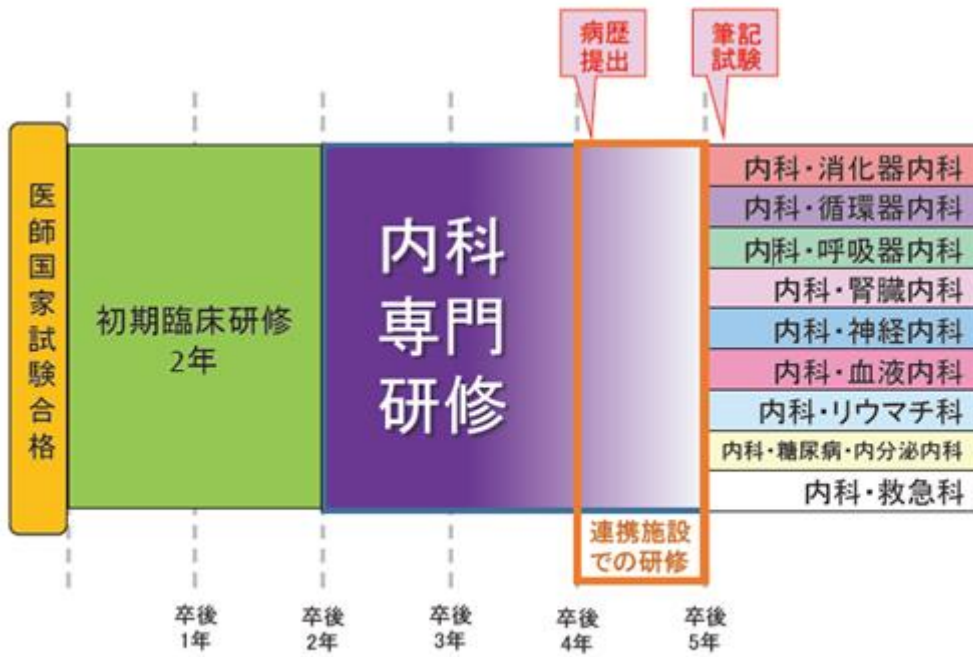 病歴
提出
筆記
試験
医師国家試験合格
初期臨床研修
2年
内科
専門
研修
内科・消化器内科
内科・循環器内科
内科・呼吸器内科
内科・腎臓内科
内科・神経内科
内科・血液内科
内科・リウマチ科
内科・糖尿病・内分泌内科
内科・救急科
連携施設
での研修
卒後
1年
卒後
2年
卒後
3年
卒後
4年
卒後
5年